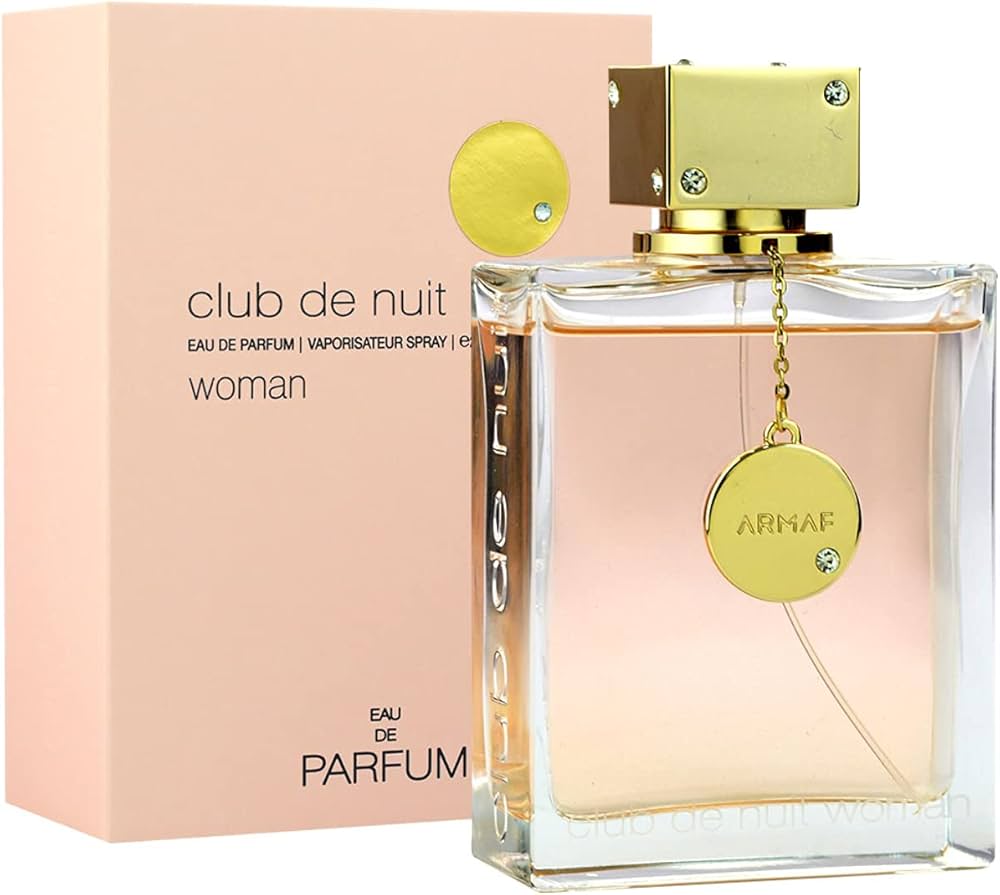 club de nuit
EAU DE PARFUM | VAPORISATEUR SPRAY |
woman
EAU
DE
PARFUM
club de nuit
ARMAF
club de nuit woman